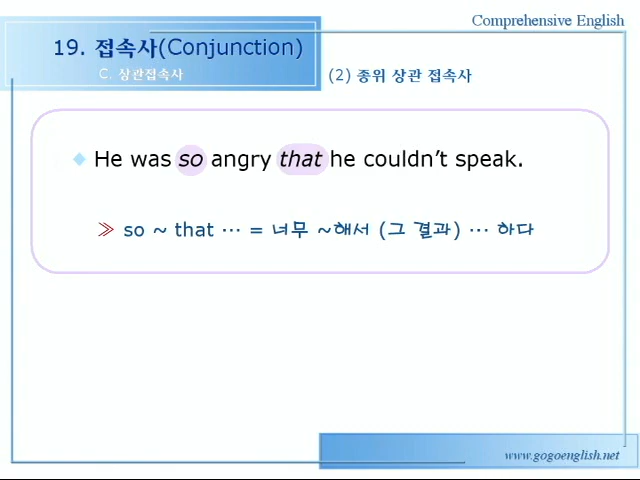 Comprehensive English
19. 접속사(Conjunction)
C. 상관접속사
(2) 종위 상관 접속사
He was so angry that he couldn't speak.
≫ so ~ that … = 너무 ~해서 (그 결과) … 하다
www.gogoenglish.net